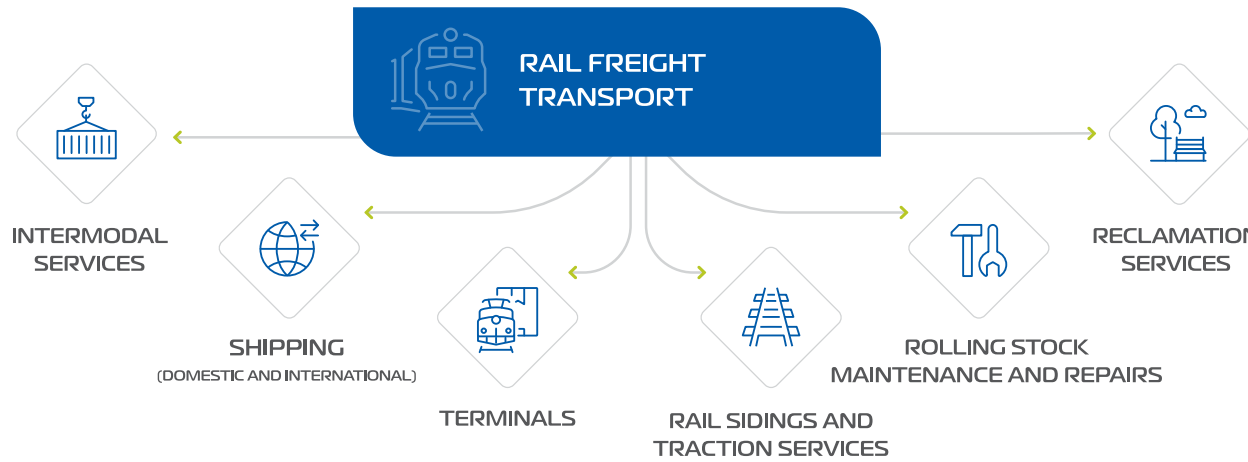 RAIL FREIGHT
TRANSPORT
INTERMODAL
SERVICES
SHIPPING
(DOMESTIC AND INTERNATIONAL)
TERMINALS
RAIL SIDINGS AND
TRACTION SERVICES
ROLLING STOCK
MAINTENANCE AND REPAIRS
RECLAMATION
SERVICES